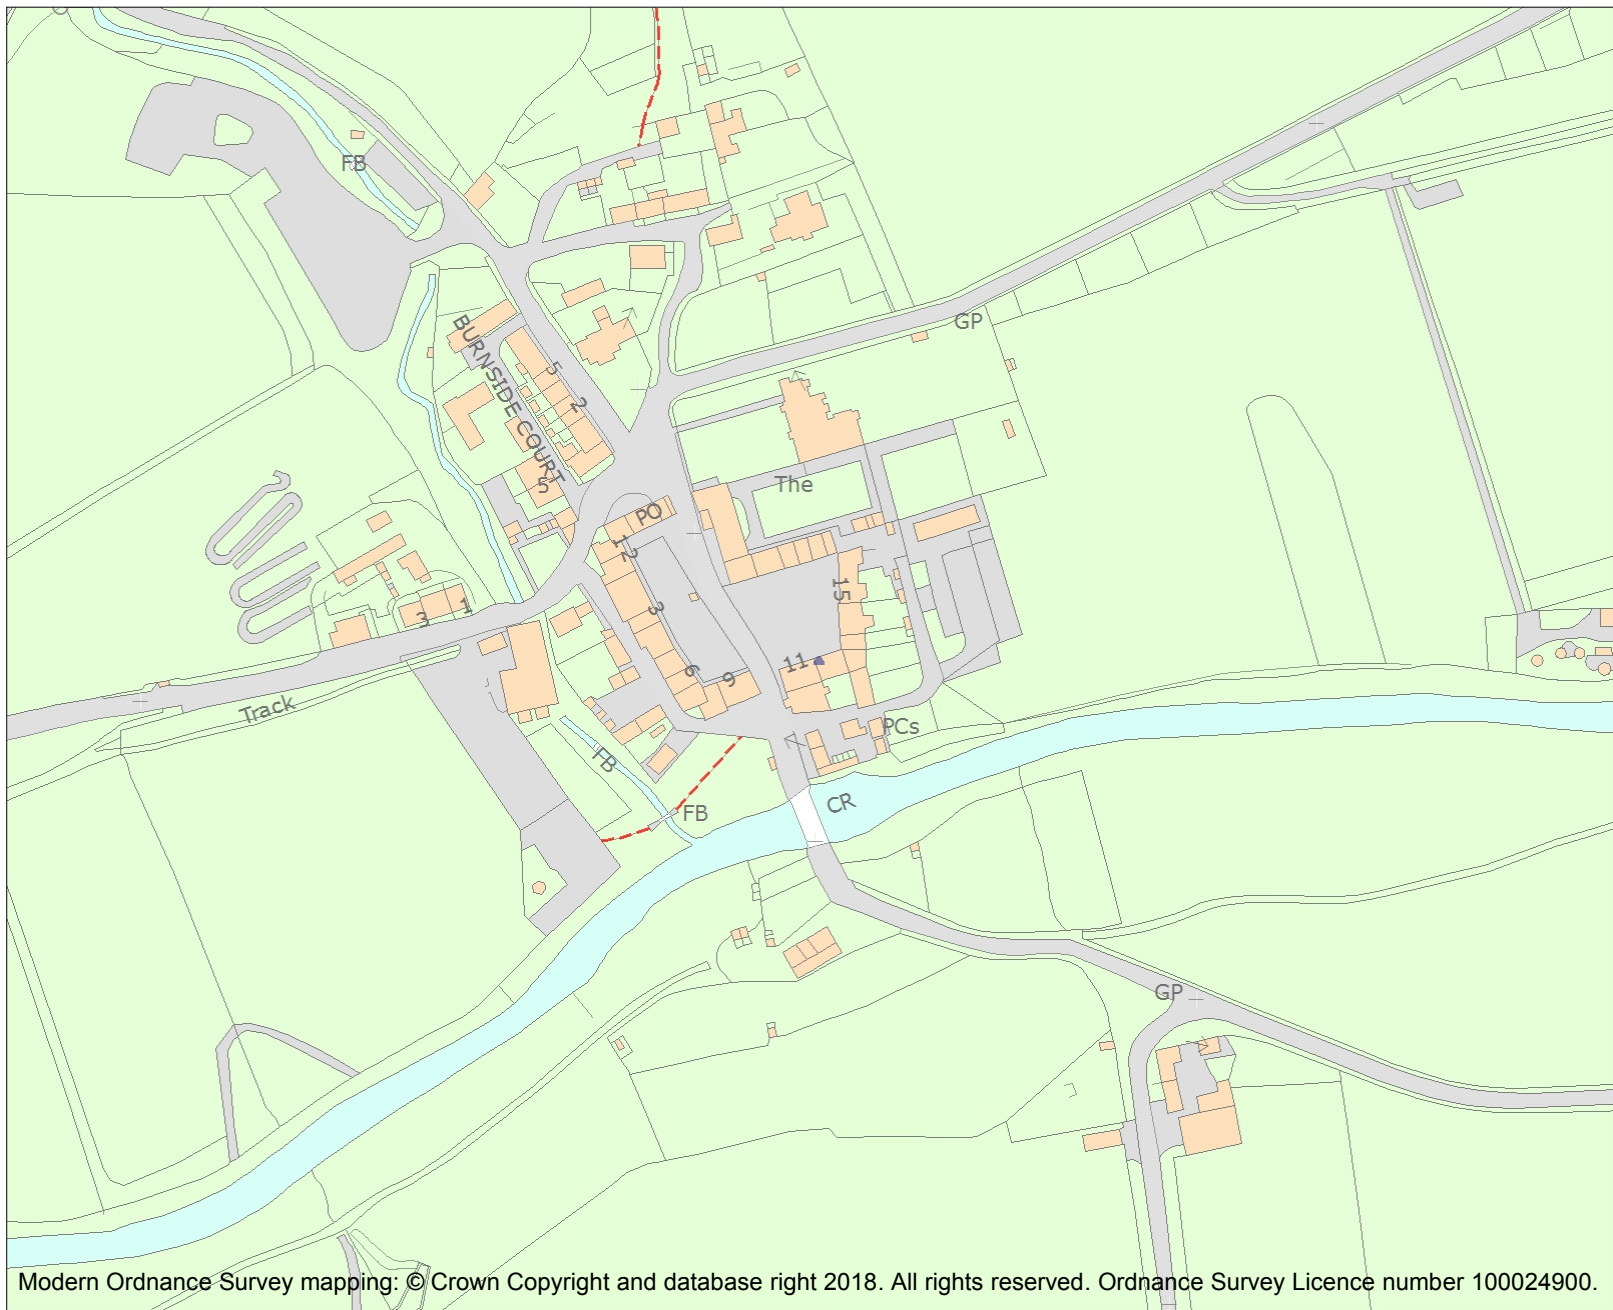 FB
GP
BURNSIDE COURT
5
2
5
The
PO
12
15
3
3
1
11
6
9
Track
PCs
FB
CR
FB
GP
Modern Ordnance Survey mapping: © Crown Copyright and database right 2018. All rights reserved. Ordnance Survey Licence number 100024900.